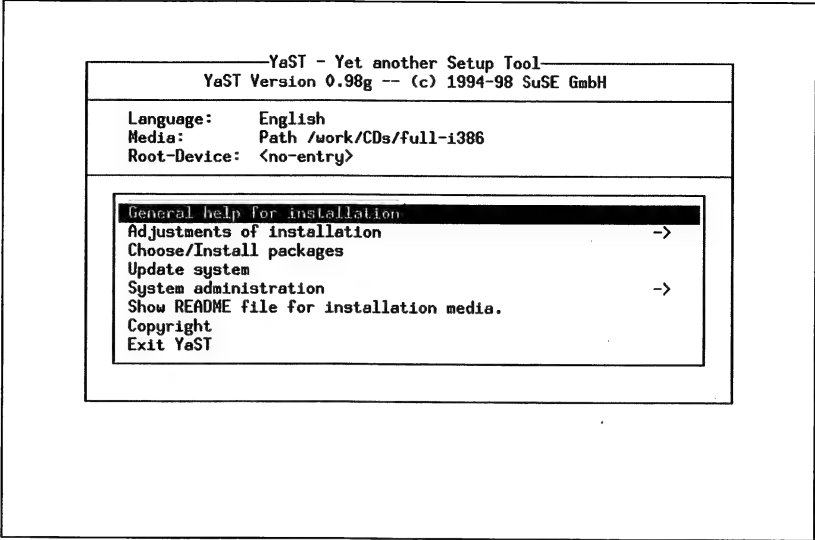 YaST - Yet another Setup Tool
YaST Version 0.98g -- (c) 1994-98 SuSE GmbH
Language: English
Media: Path /work/CDs/full-i386
Root-Device: <no-entry>
General help for installation
Adjustments of installation ->
Choose/Install packages
Update system
System administration ->
Show README file for installation media.
Copyright
Exit YaST